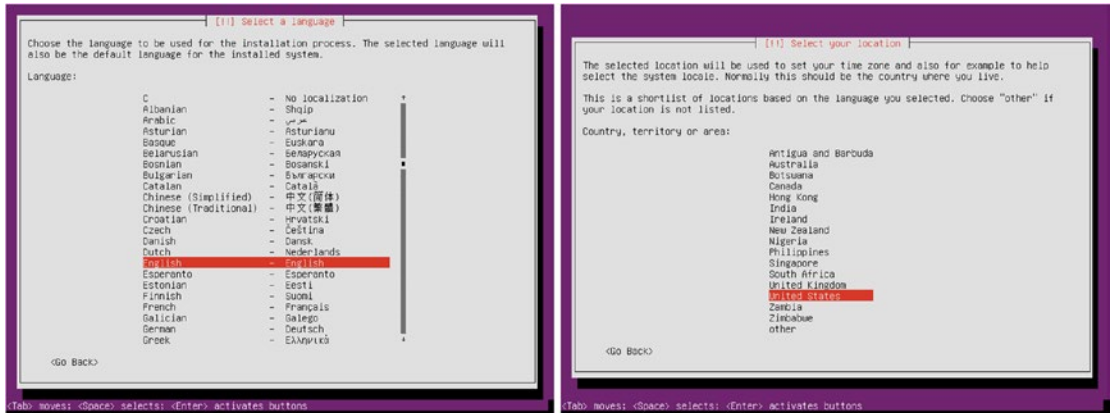 [!!] Select a language
Choose the language to be used for the installation process. The selected language will
also be the default language for the installed system.
Language:
C - No localization
Albanian - Shqip
Arabic - عربي
Asturian - Asturianu
Basque - Euskara
Belarusian - Беларуская
Bosnian - Bosanski
Bulgarian - Български
Catalan - Català
Chinese (Simplified) - 中文(简体)
Chinese (Traditional) - 中文(繁體)
Croatian - Hrvatski
Czech - Čeština
Danish - Dansk
Dutch - Nederlands
English - English
Esperanto - Esperanto
Estonian - Eesti
Finnish - Suomi
French - Français
Galician - Galego
German - Deutsch
Greek - Ελληνικά
<Go Back>
<Tab> moves; <Space> selects; <Enter> activates buttons
[!!] Select your location
The selected location will be used to set your time zone and also for example to help
select the system locale. Normally this should be the country where you live.
This is a shortlist of locations based on the language you selected. Choose "other" if
your location is not listed.
Country, territory or area:
Antigua and Barbuda
Australia
Botswana
Canada
Hong Kong
India
Ireland
New Zealand
Nigeria
Philippines
Singapore
South Africa
United Kingdom
United States
Zambia
Zimbabwe
other
<Go Back>
<Tab> moves; <Space> selects; <Enter> activates buttons